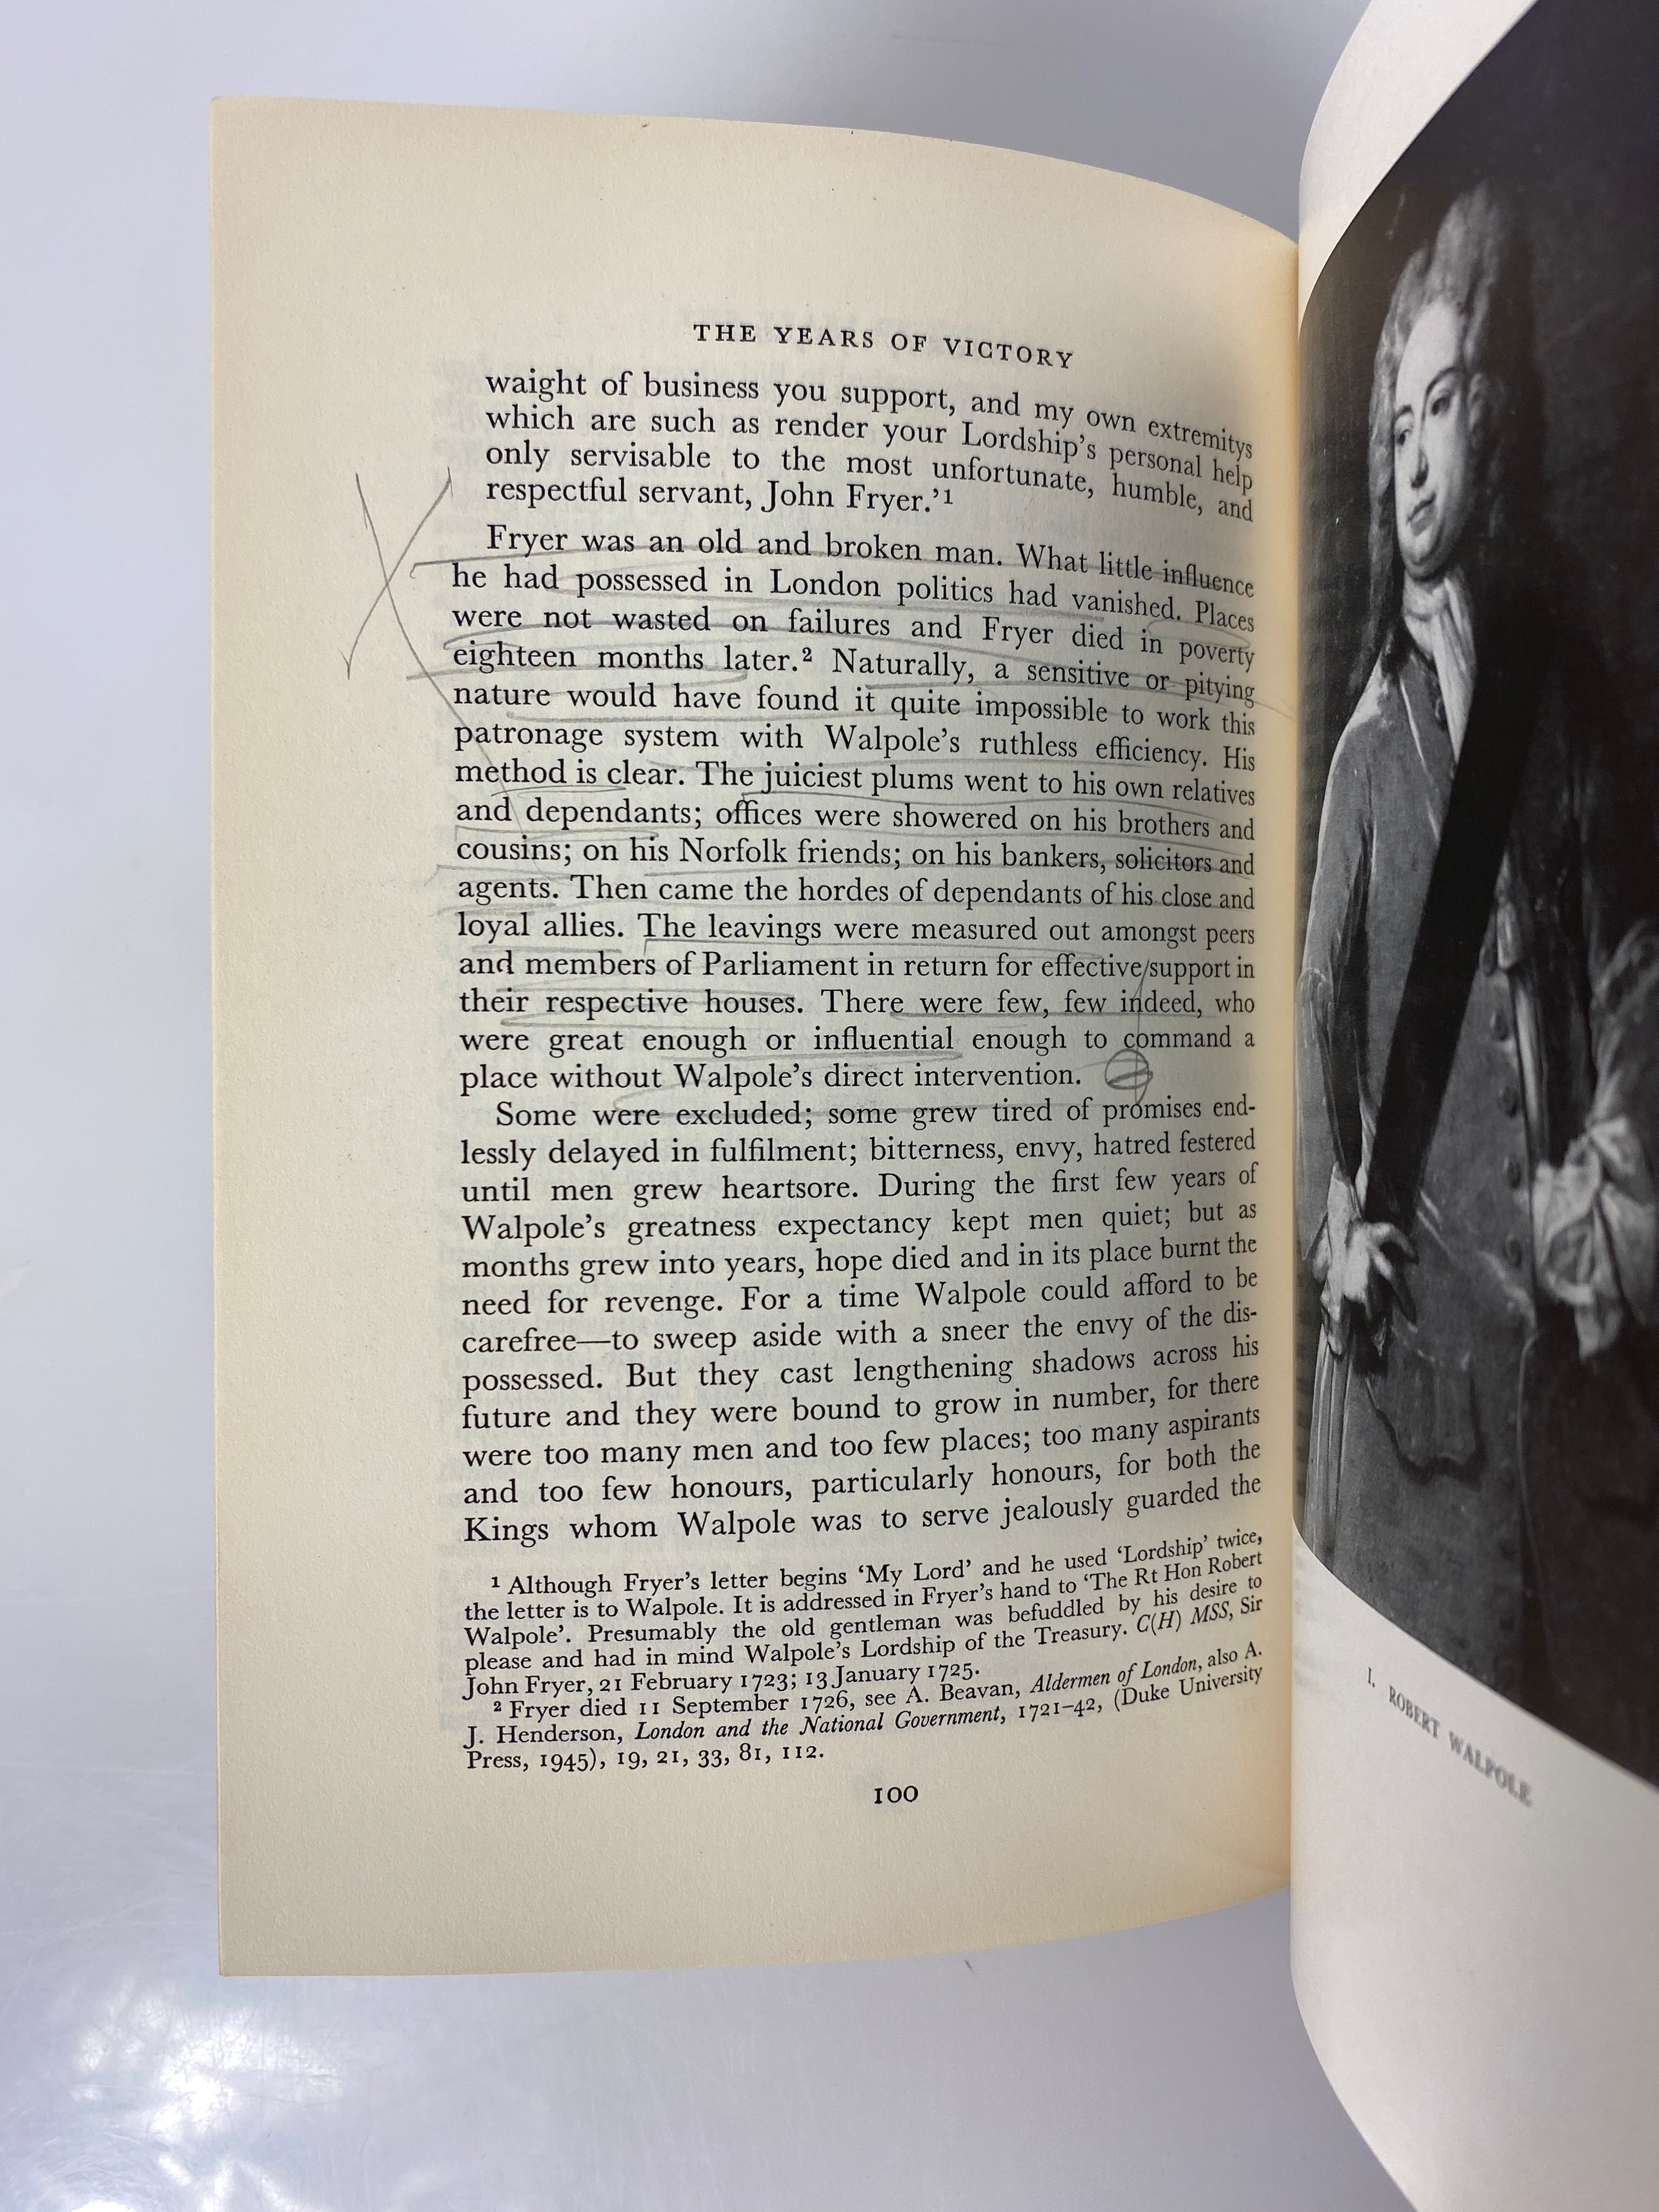 THE YEARS OF VICTORY
waight of business you support, and my own extremitys
which are such as render your Lordship's personal help
only servisable to the most unfortunate, humble, and
respectful servant, John Fryer.'¹
Fryer was an old and broken man. What little influence
he had possessed in London politics had vanished. Places
were not wasted on failures and Fryer died in poverty
eighteen months later.² Naturally, a sensitive or pitying
nature would have found it quite impossible to work this
patronage system with Walpole's ruthless efficiency. His
method is clear. The juiciest plums went to his own relatives
and dependants; offices were showered on his brothers and
cousins; on his Norfolk friends; on his bankers, solicitors and
agents. Then came the hordes of dependants of his close and
loyal allies. The leavings were measured out amongst peers
and members of Parliament in return for effective support in
their respective houses. There were few, few indeed, who
were great enough or influential enough to command a
place without Walpole's direct intervention.
Some were excluded; some grew tired of promises end-
lessly delayed in fulfilment; bitterness, envy, hatred festered
until men grew heartsore. During the first few years of
Walpole's greatness expectancy kept men quiet; but as
months grew into years, hope died and in its place burnt the
need for revenge. For a time Walpole could afford to be
carefree—to sweep aside with a sneer the envy of the dis-
possessed. But they cast lengthening shadows across his
future and they were bound to grow in number, for there
were too many men and too few places; too many aspirants
and too few honours, particularly honours, for both the
Kings whom Walpole was to serve jealously guarded the
¹ Although Fryer's letter begins 'My Lord' and he used 'Lordship' twice,
the letter is to Walpole. It is addressed in Fryer's hand to 'The Rt Hon Robert
Walpole'. Presumably the old gentleman was befuddled by his desire to
please and had in mind Walpole's Lordship of the Treasury. C(H) MSS, Sir
John Fryer, 21 February 1723; 13 January 1725.
² Fryer died 11 September 1726, see A. Beavan, Aldermen of London, also A.
J. Henderson, London and the National Government, 1721–42, (Duke University
Press, 1945), 19, 21, 33, 81, 112.
100
I. ROBERT WALPOLE